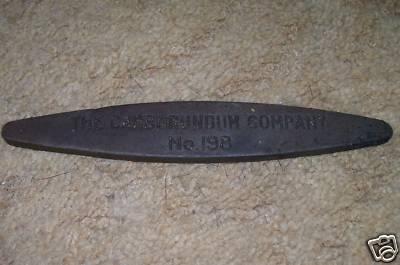 THE CARBORUNDUM COMPANY
No. 198